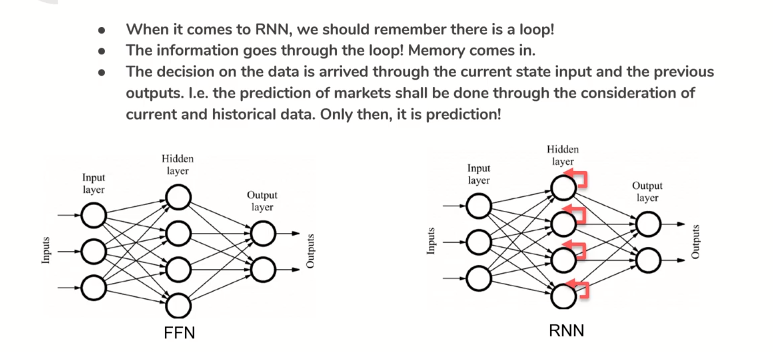 When it comes to RNN, we should remember there is a loop!
The information goes through the loop! Memory comes in.
The decision on the data is arrived through the current state input and the previous
outputs. I.e. the prediction of markets shall be done through the consideration of
current and historical data. Only then, it is prediction!
Hidden
layer
Input
layer
Output
layer
Inputs
Outputs
FFN
Hidden
layer
Input
layer
Output
layer
Inputs
Outputs
RNN